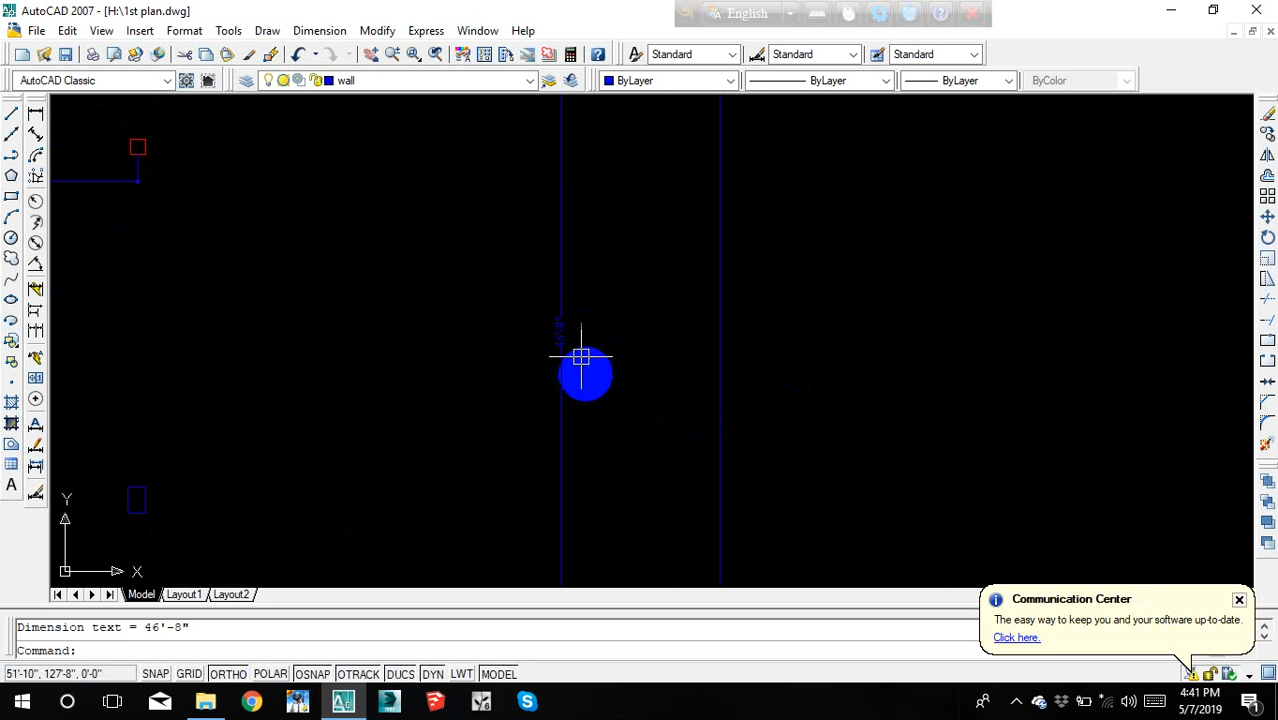 AutoCAD 2007 - [H:\1st plan.dwg]
English
File Edit View Insert Format Tools Draw Dimension Modify Express Window Help
Standard Standard Standard
AutoCAD Classic wall ByLayer ByLayer ByLayer ByColor
46'-8"
Y
X
Model Layout1 Layout2
Communication Center
The easy way to keep you and your software up-to-date.
Click here.
Dimension text = 46'-8"
Command:
51'-10", 127'-8", 0'-0" SNAP GRID ORTHO POLAR OSNAP OTRACK DUCS DYN LWT MODEL
4:41 PM
5/7/2019